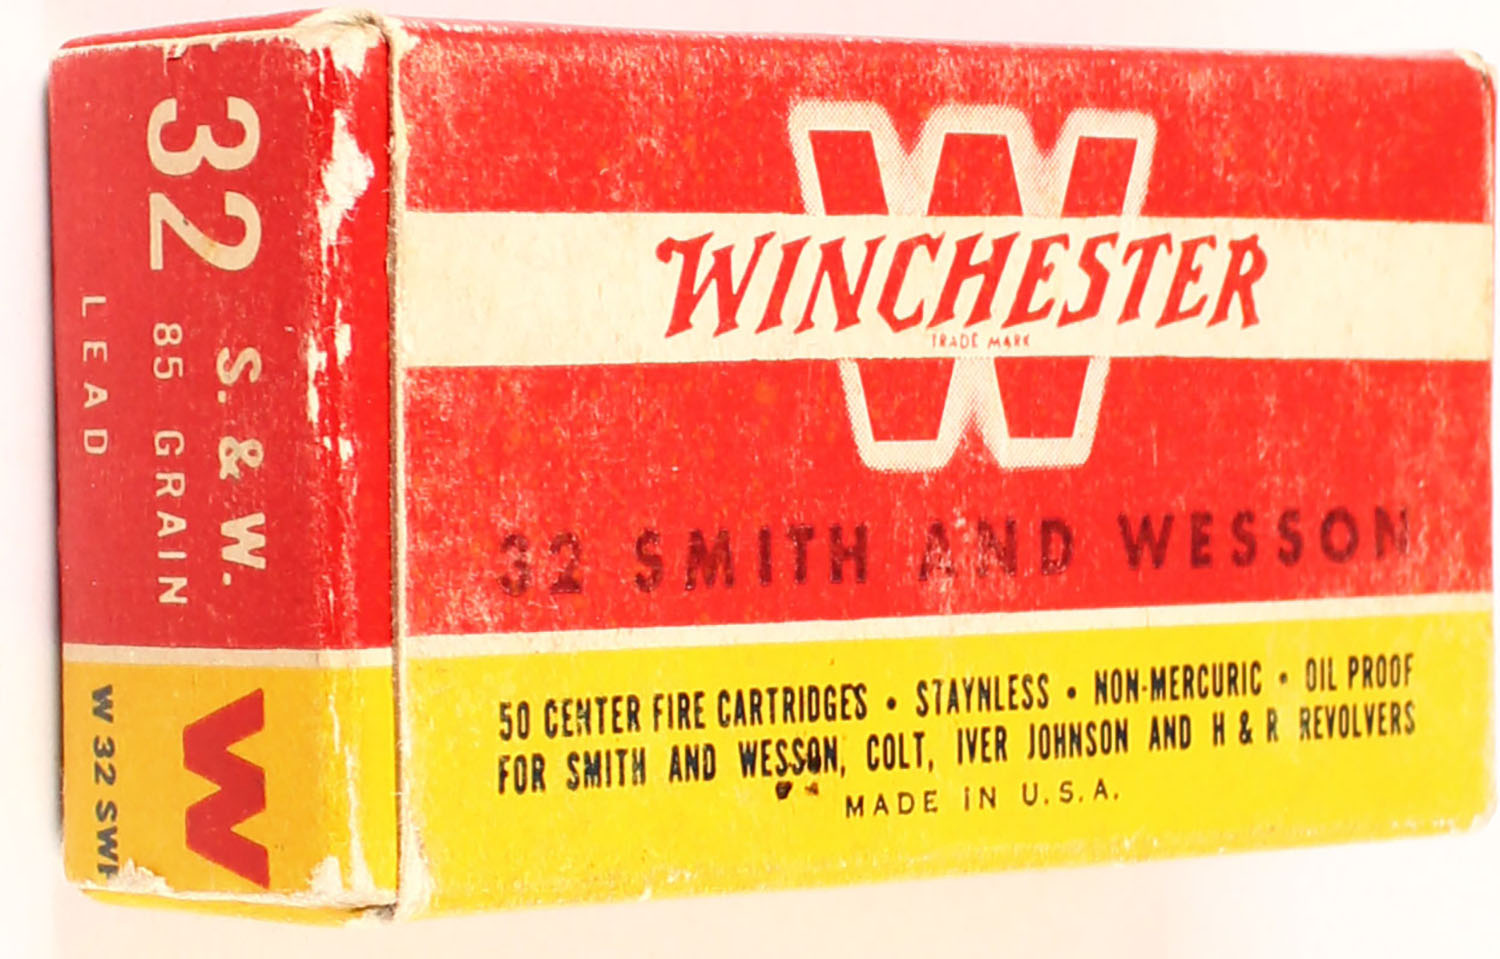 W
WINCHESTER
TRADE MARK
32 SMITH AND WESSON
50 CENTER FIRE CARTRIDGES • STAYNLESS • NON-MERCURIC • OIL PROOF
FOR SMITH AND WESSON, COLT, IVER JOHNSON AND H & R REVOLVERS
MADE IN U.S.A.
32 S. & W.
85 GRAIN
LEAD
W
W 32 SW